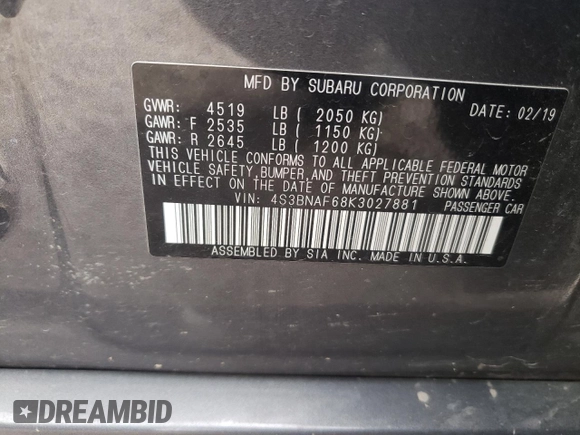 MFD BY SUBARU CORPORATION
GVWR: 4519 LB ( 2050 KG) DATE: 02/19
GAWR: F 2535 LB ( 1150 KG)
GAWR: R 2645 LB ( 1200 KG)
THIS VEHICLE CONFORMS TO ALL APPLICABLE FEDERAL MOTOR
VEHICLE SAFETY, BUMPER, AND THEFT PREVENTION STANDARDS
IN EFFECT ON THE DATE OF MANUFACTURE SHOWN ABOVE.
VIN: 4S3BNAF68K3027881 PASSENGER CAR
ASSEMBLED BY SIA INC. MADE IN U.S.A.
DREAMBID